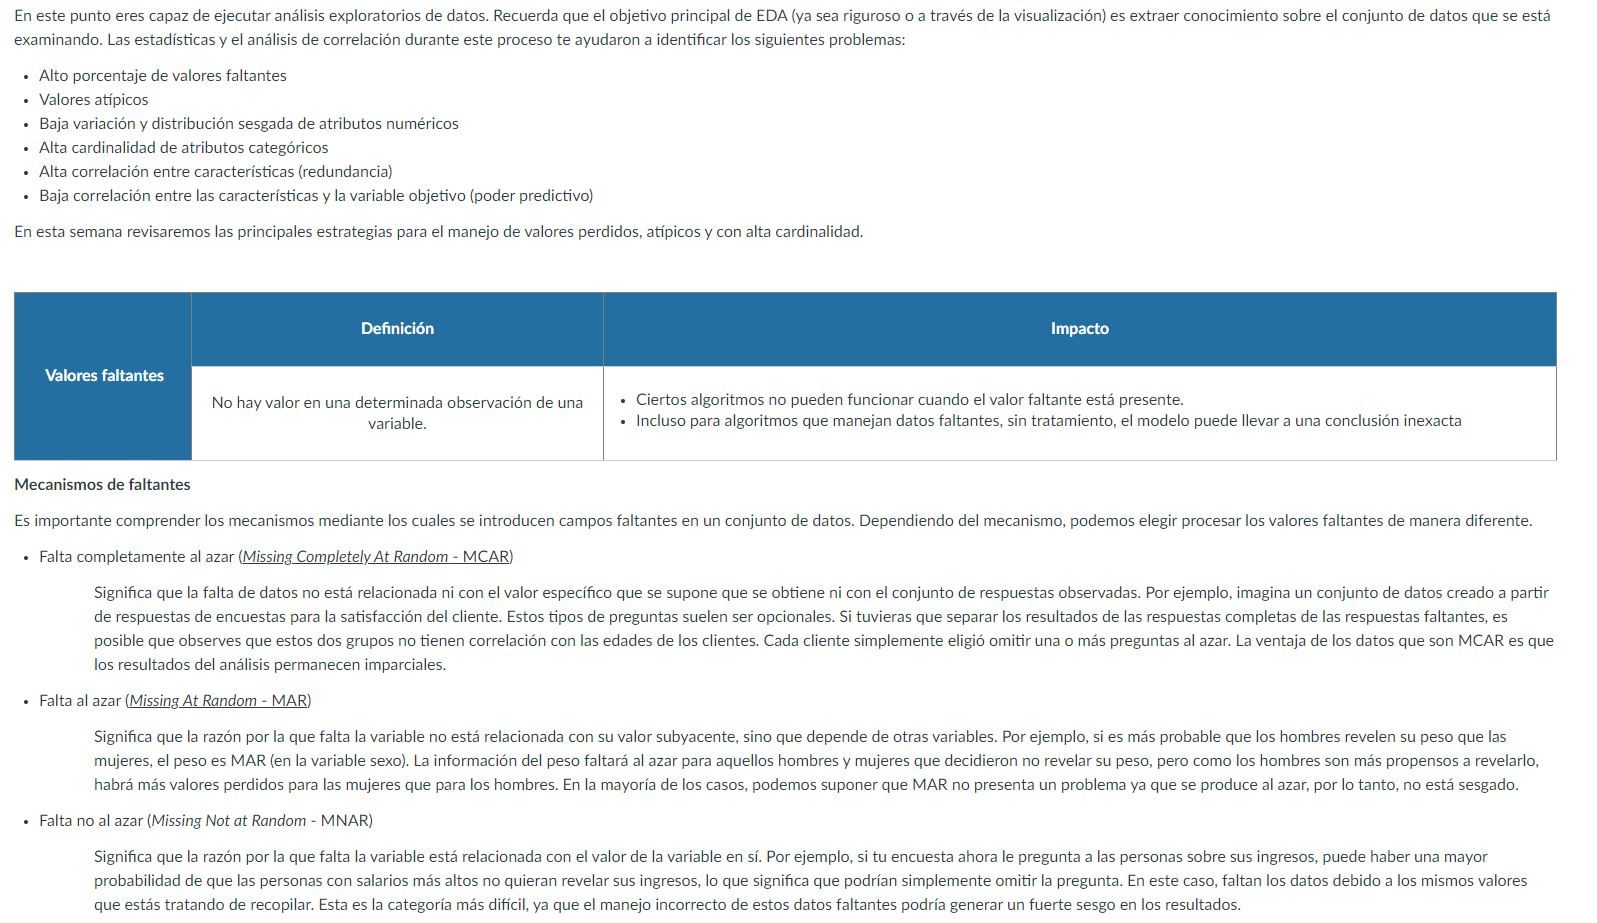 En este punto eres capaz de ejecutar análisis exploratorios de datos. Recuerda que el objetivo principal de EDA (ya sea riguroso o a través de la visualización) es extraer conocimiento sobre el conjunto de datos que se está
examinando. Las estadísticas y el análisis de correlación durante este proceso te ayudaron a identificar los siguientes problemas:
• Alto porcentaje de valores faltantes
• Valores atípicos
• Baja variación y distribución sesgada de atributos numéricos
• Alta cardinalidad de atributos categóricos
• Alta correlación entre características (redundancia)
• Baja correlación entre las características y la variable objetivo (poder predictivo)
En esta semana revisaremos las principales estrategias para el manejo de valores perdidos, atípicos y con alta cardinalidad.
Valores faltantes
Definición
Impacto
No hay valor en una determinada observación de una
variable.
• Ciertos algoritmos no pueden funcionar cuando el valor faltante está presente.
• Incluso para algoritmos que manejan datos faltantes, sin tratamiento, el modelo puede llevar a una conclusión inexacta
Mecanismos de faltantes
Es importante comprender los mecanismos mediante los cuales se introducen campos faltantes en un conjunto de datos. Dependiendo del mecanismo, podemos elegir procesar los valores faltantes de manera diferente.
• Falta completamente al azar (Missing Completely At Random - MCAR)
Significa que la falta de datos no está relacionada ni con el valor específico que se supone que se obtiene ni con el conjunto de respuestas observadas. Por ejemplo, imagina un conjunto de datos creado a partir
de respuestas de encuestas para la satisfacción del cliente. Estos tipos de preguntas suelen ser opcionales. Si tuvieras que separar los resultados de las respuestas completas de las respuestas faltantes, es
posible que observes que estos dos grupos no tienen correlación con las edades de los clientes. Cada cliente simplemente eligió omitir una o más preguntas al azar. La ventaja de los datos que son MCAR es que
los resultados del análisis permanecen imparciales.
• Falta al azar (Missing At Random - MAR)
Significa que la razón por la que falta la variable no está relacionada con su valor subyacente, sino que depende de otras variables. Por ejemplo, si es más probable que los hombres revelen su peso que las
mujeres, el peso es MAR (en la variable sexo). La información del peso faltará al azar para aquellos hombres y mujeres que decidieron no revelar su peso, pero como los hombres son más propensos a revelarlo,
habrá más valores perdidos para las mujeres que para los hombres. En la mayoría de los casos, podemos suponer que MAR no presenta un problema ya que se produce al azar, por lo tanto, no está sesgado.
• Falta no al azar (Missing Not at Random - MNAR)
Significa que la razón por la que falta la variable está relacionada con el valor de la variable en sí. Por ejemplo, si tu encuesta ahora le pregunta a las personas sobre sus ingresos, puede haber una mayor
probabilidad de que las personas con salarios más altos no quieran revelar sus ingresos, lo que significa que podrían simplemente omitir la pregunta. En este caso, faltan los datos debido a los mismos valores
que estás tratando de recopilar. Esta es la categoría más difícil, ya que el manejo incorrecto de estos datos faltantes podría generar un fuerte sesgo en los resultados.